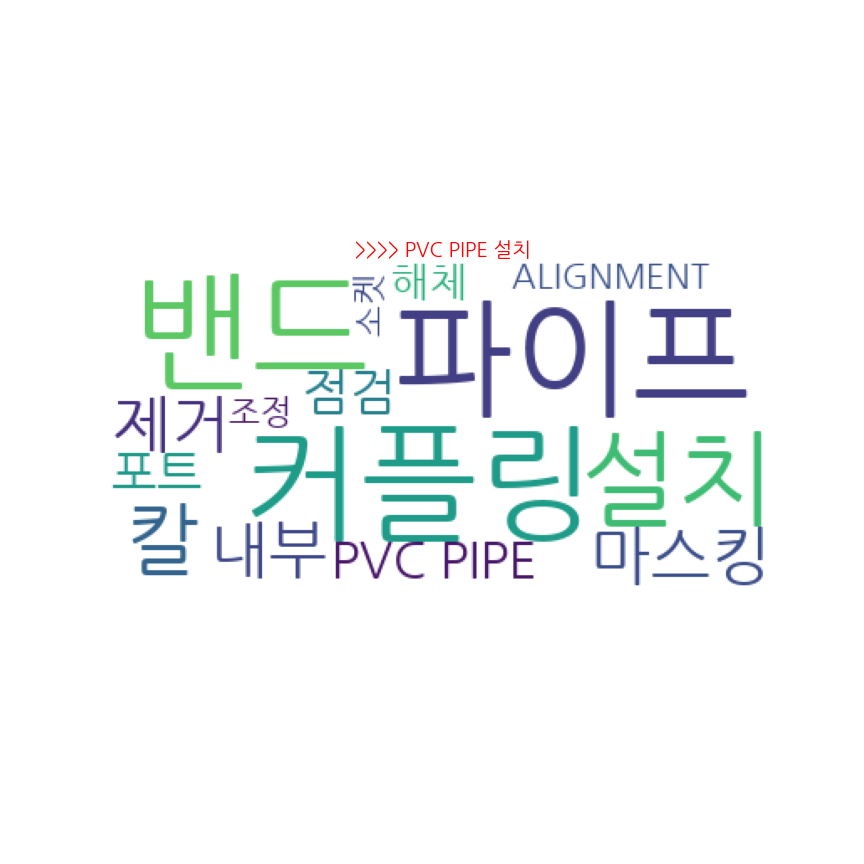 >>>> PVC PIPE 설치
밴드
소켓
해체
ALIGNMENT
파이프
점검
제거
조정
커플링
설치
포트
칼
내부
PVC PIPE
마스킹